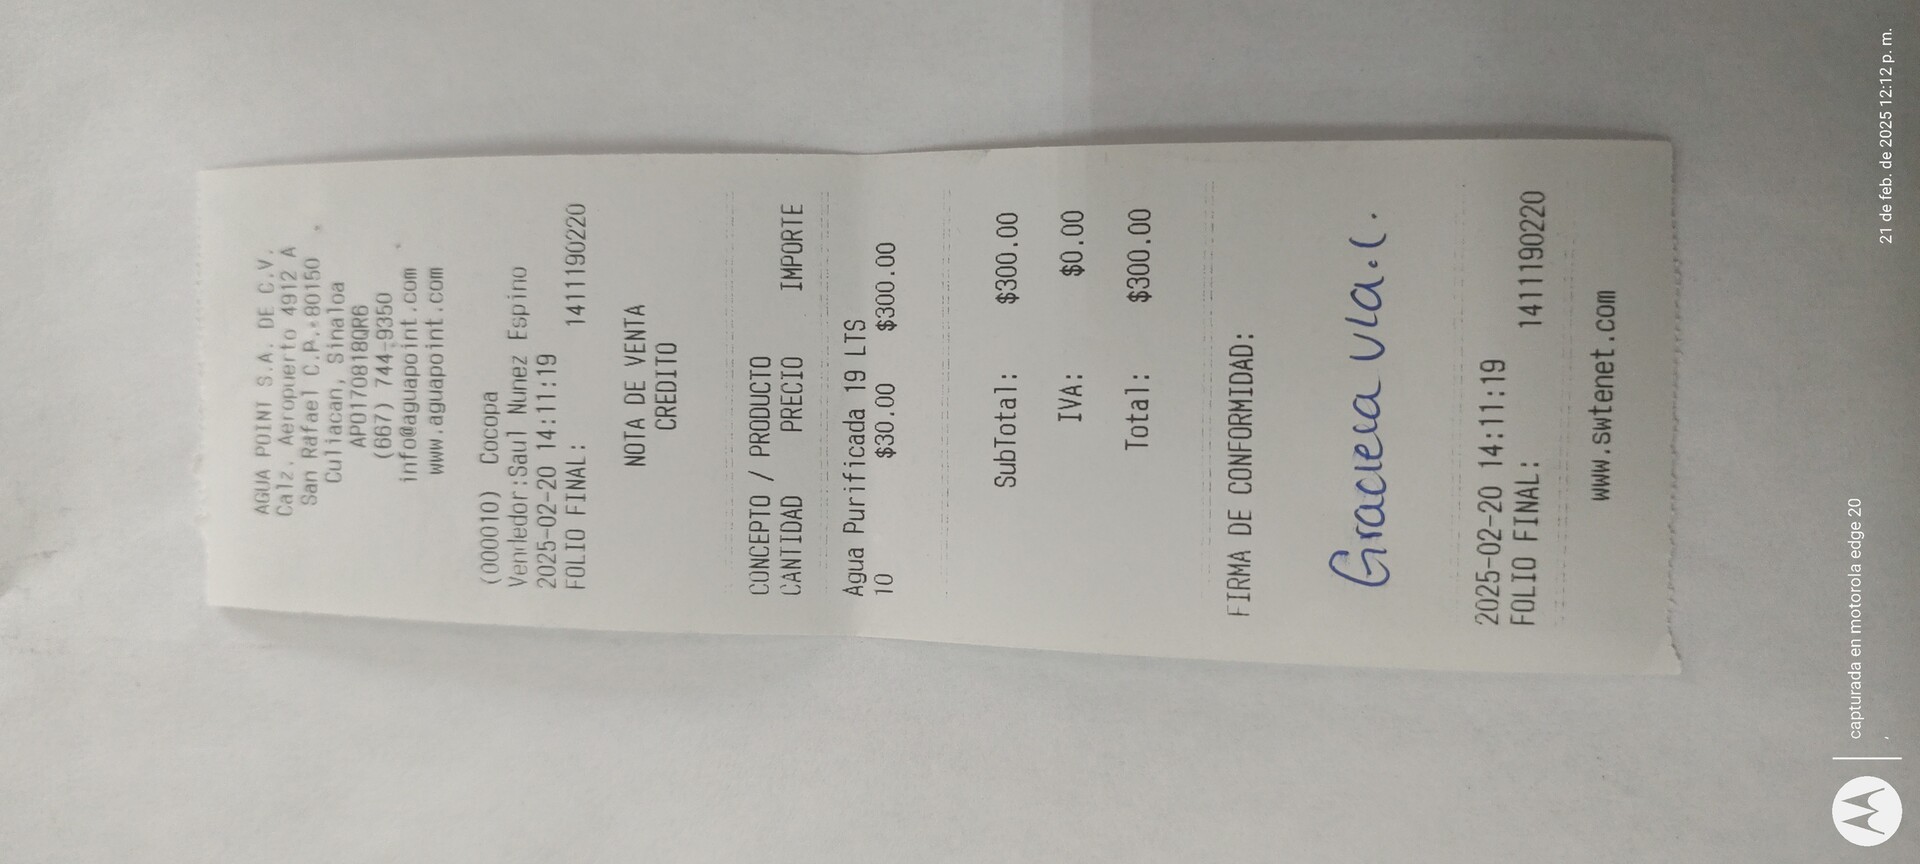 AGUA POINT S.A. DE C.V.
Calz. Aeropuerto 4912 A
San Rafael C.P. 80150
Culiacan, Sinaloa
APO170818QR6
(667) 744-9350
info@aguapoint.com
www.aguapoint.com
(000010) Cocopa
Vendedor:Saul Nunez Espino
2025-02-20 14:11:19
FOLIO FINAL: 1411190220
NOTA DE VENTA
CREDITO
CONCEPTO / PRODUCTO
CANTIDAD PRECIO IMPORTE
Agua Purificada 19 LTS
10 $30.00 $300.00
SubTotal: $300.00
IVA: $0.00
Total: $300.00
FIRMA DE CONFORMIDAD:
Graciela
2025-02-20 14:11:19
FOLIO FINAL: 1411190220
www.swtenet.com
capturada en motorola edge 20
21 de feb. de 2025 12:12 p. m.